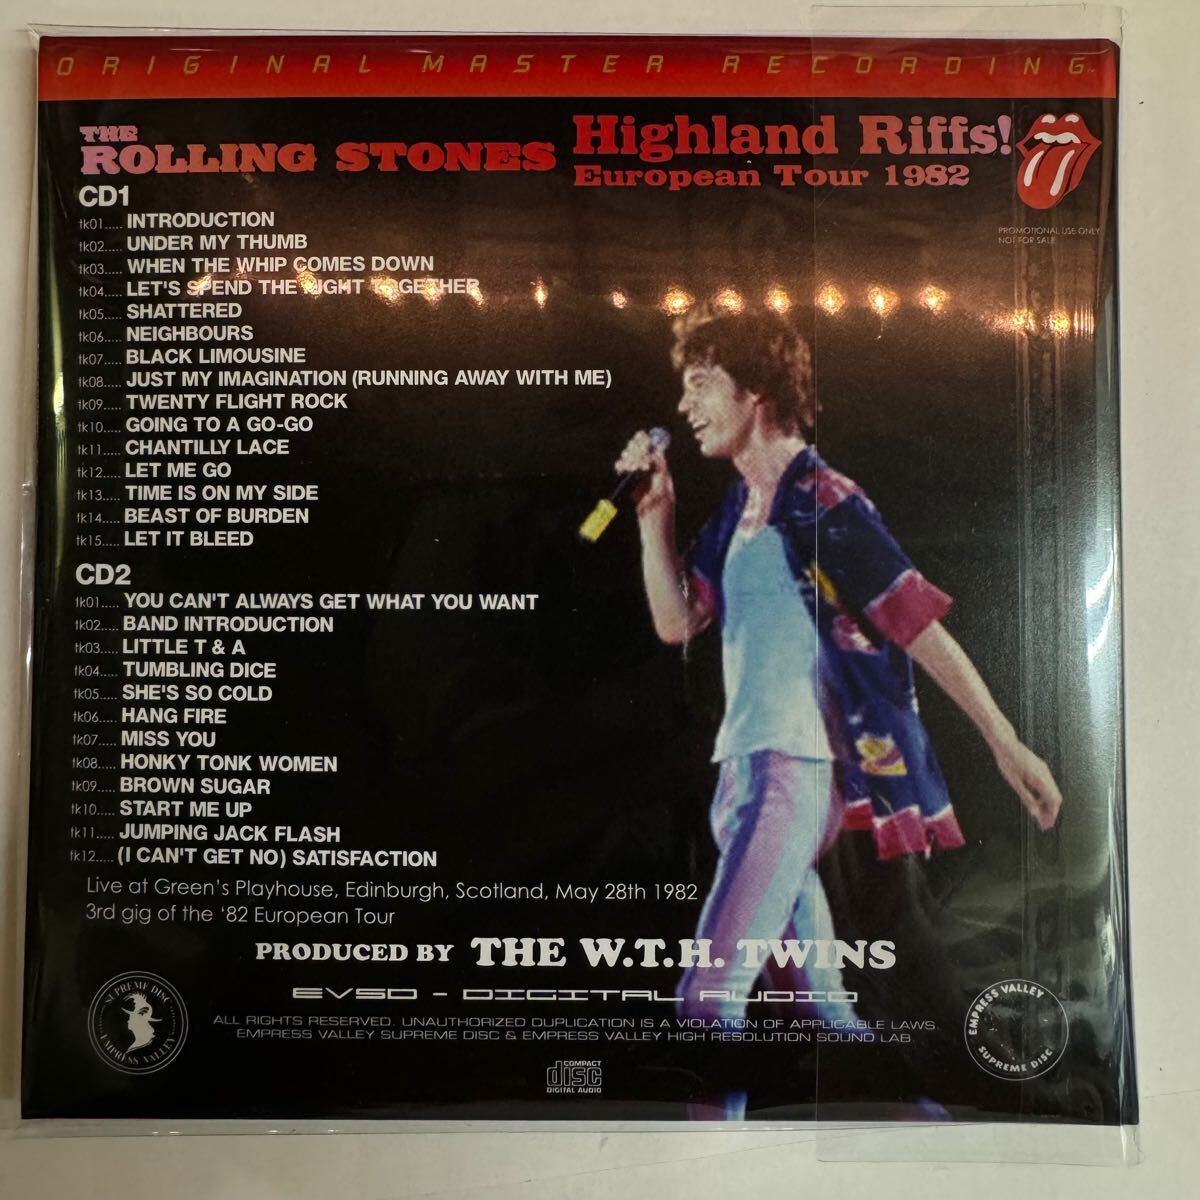 ORIGINAL MASTER RECORDING™
THE
ROLLING STONES
Highland Riffs!
European Tour 1982
PROMOTIONAL USE ONLY
NOT FOR SALE
CD1
tk01..... INTRODUCTION
tk02..... UNDER MY THUMB
tk03..... WHEN THE WHIP COMES DOWN
tk04..... LET'S SPEND THE NIGHT TOGETHER
tk05..... SHATTERED
tk06..... NEIGHBOURS
tk07..... BLACK LIMOUSINE
tk08..... JUST MY IMAGINATION (RUNNING AWAY WITH ME)
tk09..... TWENTY FLIGHT ROCK
tk10..... GOING TO A GO-GO
tk11..... CHANTILLY LACE
tk12..... LET ME GO
tk13..... TIME IS ON MY SIDE
tk14..... BEAST OF BURDEN
tk15..... LET IT BLEED
CD2
tk01..... YOU CAN'T ALWAYS GET WHAT YOU WANT
tk02..... BAND INTRODUCTION
tk03..... LITTLE T & A
tk04..... TUMBLING DICE
tk05..... SHE'S SO COLD
tk06..... HANG FIRE
tk07..... MISS YOU
tk08..... HONKY TONK WOMEN
tk09..... BROWN SUGAR
tk10..... START ME UP
tk11..... JUMPING JACK FLASH
tk12..... (I CAN'T GET NO) SATISFACTION
Live at Green's Playhouse, Edinburgh, Scotland, May 28th 1982
3rd gig of the '82 European Tour
PRODUCED BY THE W.T.H. TWINS
EVSD - DIGITAL AUDIO
SUPREME DISC
EMPRESS VALLEY
ALL RIGHTS RESERVED. UNAUTHORIZED DUPLICATION IS A VIOLATION OF APPLICABLE LAWS.
EMPRESS VALLEY SUPREME DISC & EMPRESS VALLEY HIGH RESOLUTION SOUND LAB.
EMPRESS VALLEY
SUPREME DISC
COMPACT
disc
DIGITAL AUDIO